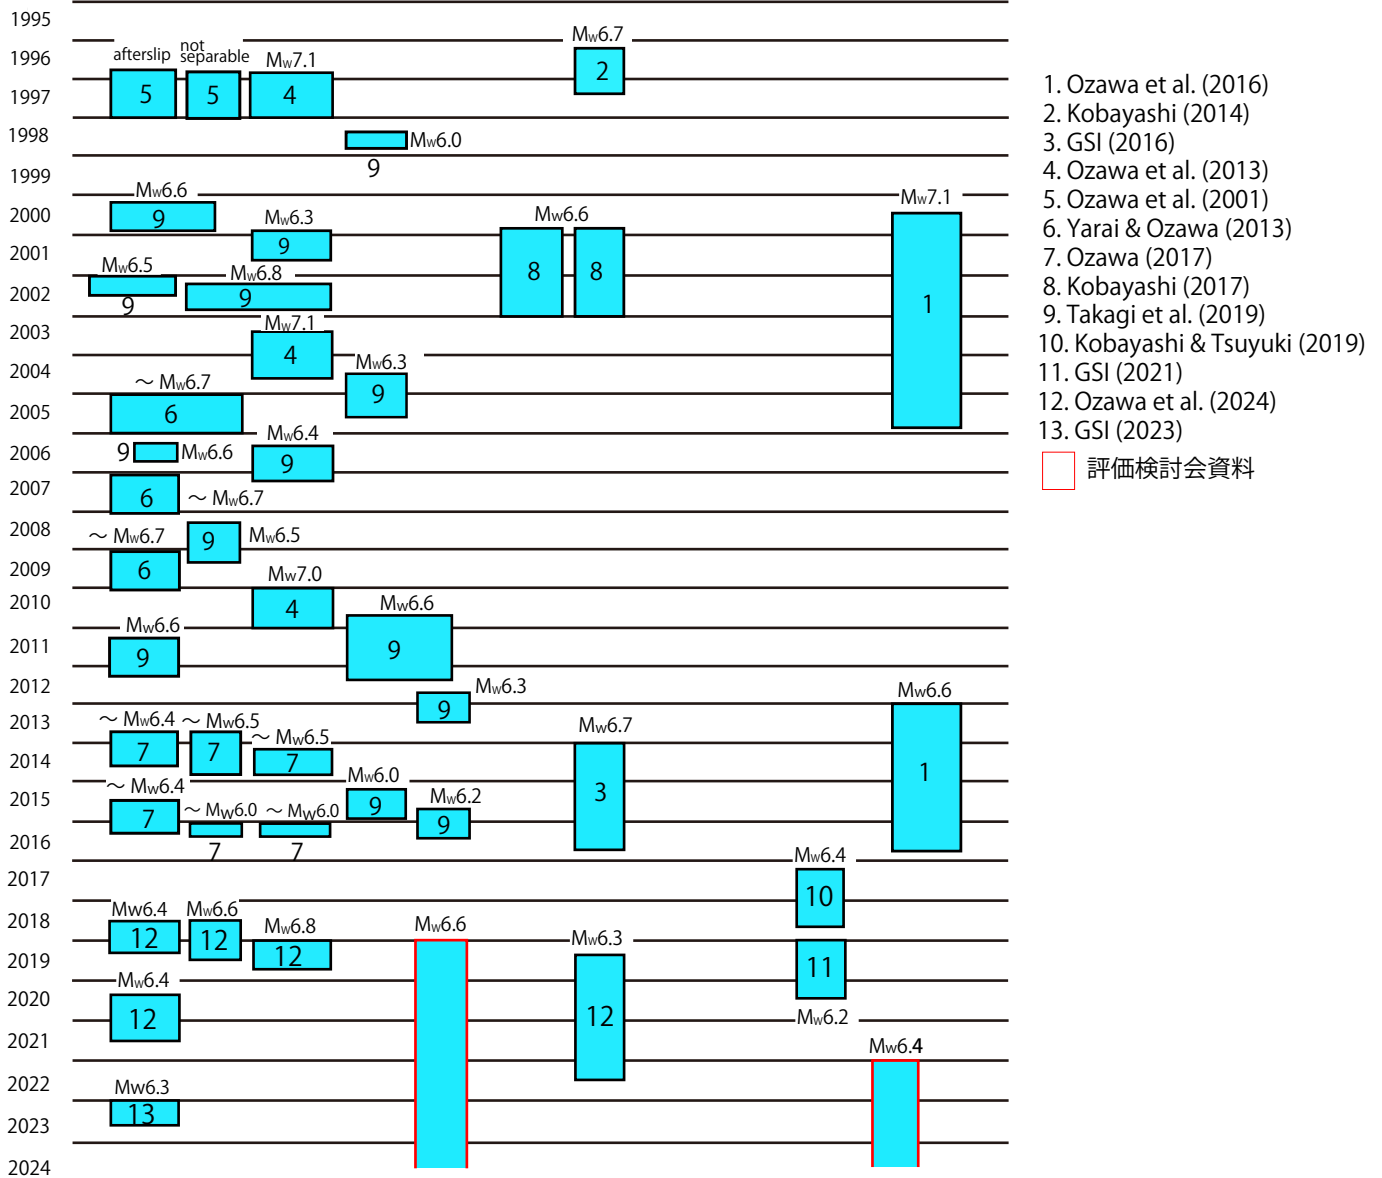 1995
Mw6.7
1996
afterslip
not
separable
Mw7.1
2
1997
5
5
4
1998
Mw6.0
9
1999
Mw6.6
Mw7.1
2000
9
Mw6.3
Mw6.6
2001
9
8
8
Mw6.5
Mw6.8
2002
9
9
1
2003
Mw7.1
4
2004
Mw6.3
～ Mw6.7
9
2005
6
Mw6.4
2006
9
Mw6.6
9
2007
6
～ Mw6.7
2008
～ Mw6.7
9
Mw6.5
2009
6
Mw7.0
2010
4
Mw6.6
Mw6.6
2011
9
9
2012
Mw6.3
Mw6.6
9
2013
～ Mw6.4
～ Mw6.5
～ Mw6.5
Mw6.7
2014
7
7
7
1
～ Mw6.4
Mw6.0
2015
～ Mw6.0
～ Mw6.0
9
Mw6.2
3
7
9
2016
7
7
Mw6.4
2017
10
Mw6.4
Mw6.6
2018
Mw6.8
Mw6.6
Mw6.3
12
12
12
2019
11
Mw6.4
2020
12
12
Mw6.2
2021
Mw6.4
2022
Mw6.3
13
2023
2024
1. Ozawa et al. (2016)
2. Kobayashi (2014)
3. GSI (2016)
4. Ozawa et al. (2013)
5. Ozawa et al. (2001)
6. Yarai & Ozawa (2013)
7. Ozawa (2017)
8. Kobayashi (2017)
9. Takagi et al. (2019)
10. Kobayashi & Tsuyuki (2019)
11. GSI (2021)
12. Ozawa et al. (2024)
13. GSI (2023)
評価検討会資料